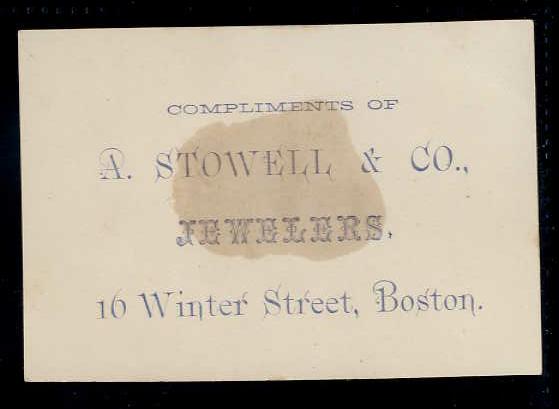 COMPLIMENTS OF
A. STOWELL & CO.,
JEWELERS,
16 Winter Street, Boston.